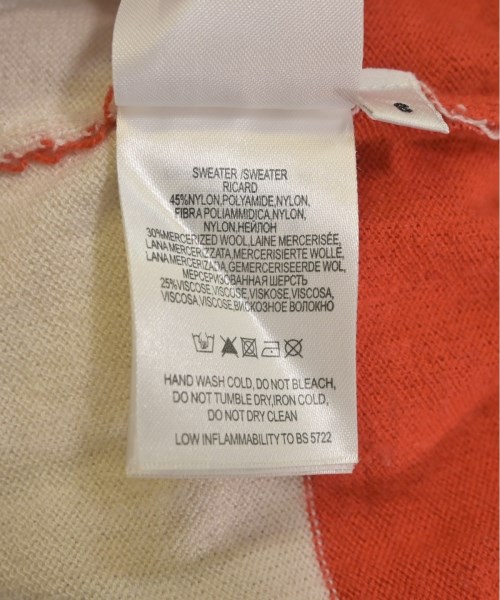 SWEATER /SWEATER
RICARD
45%NYLON,POLYAMIDE,NYLON,
FIBRA POLIAMMIDICA,NYLON,
NYLON,НЕЙЛОН
30%MERCERIZED WOOL,LAINE MERCERISÉE,
LANA MERCERIZZATA,MERCERISIERTE WOLLE,
LANA MERCERIZADA,GEMERCERISEERDE WOL,
МЕРСЕРИЗОВАННАЯ ШЕРСТЬ
25%VISCOSE,VISCOSE,VISKOSE,VISCOSA,
VISCOSA,VISCOSE,ВИСКОЗНОЕ ВОЛОКНО
HAND WASH COLD, DO NOT BLEACH,
DO NOT TUMBLE DRY,IRON COLD,
DO NOT DRY CLEAN
LOW INFLAMMABILITY TO BS 5722